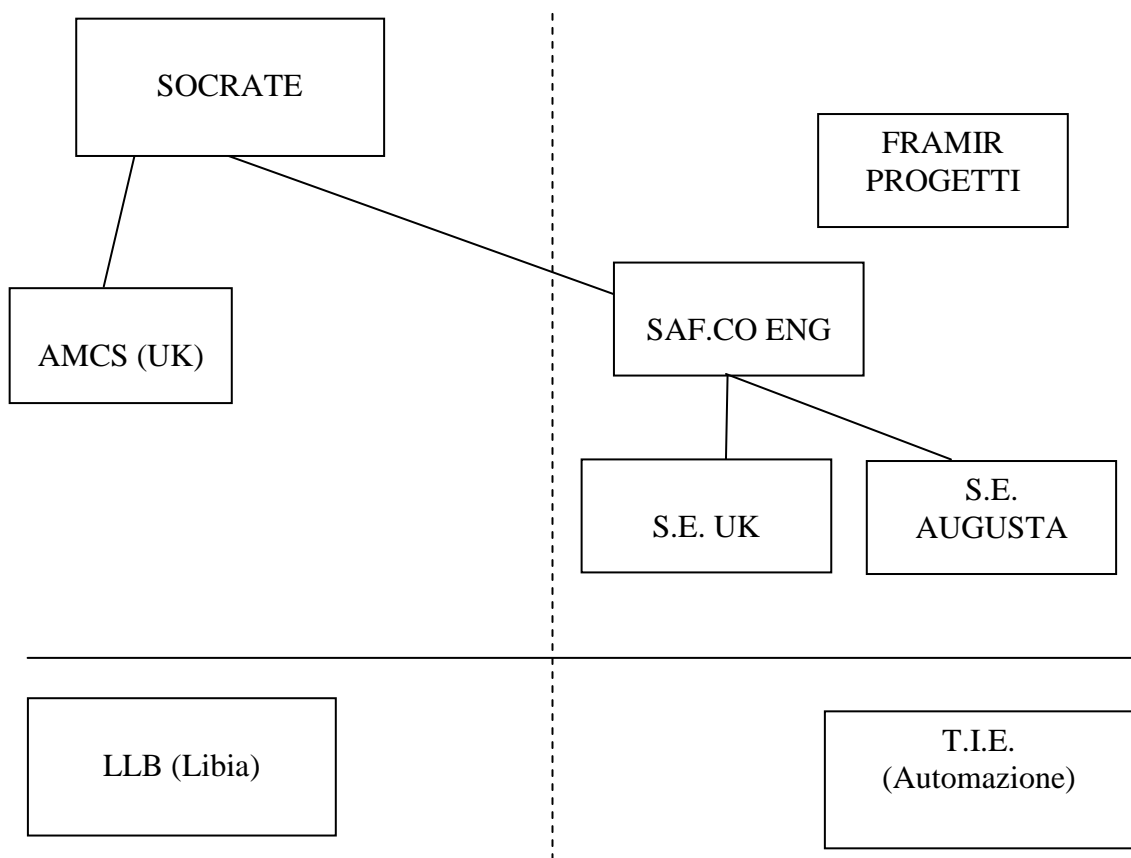 SOCRATE
FRAMIR
PROGETTI
SAF.CO ENG
AMCS (UK)
S.E. UK
S.E.
AUGUSTA
LLB (Libia)
T.I.E.
(Automazione)